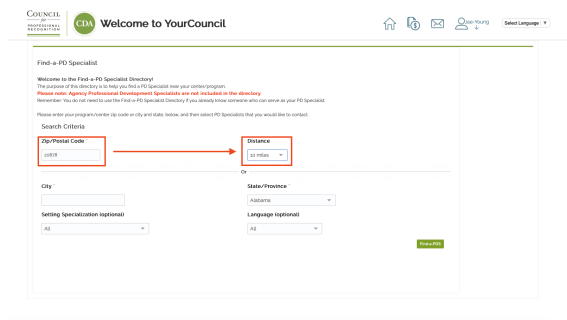 COUNCIL
for
PROFESSIONAL
RECOGNITION
CDA
Welcome to YourCouncil
Jae-Young
Select Language
Find-a-PD Specialist
Welcome to the Find-a-PD Specialist Directory!
The purpose of this directory is to help you find a PD Specialist near your center/program.
Please note: Agency Professional Development Specialists are not included in the directory.
Remember: You do not need to use the Find-a-PD Specialist Directory if you already know someone who can serve as your PD Specialist.
Please enter your program/center zip code or city and state, below, and then select PD Specialists that you would like to contact.
Search Criteria
Zip/Postal Code * Distance
20878 10 miles
Or
City * State/Province *
Alabama
Setting Specialization (optional) Language (optional)
All All
Find a PDS